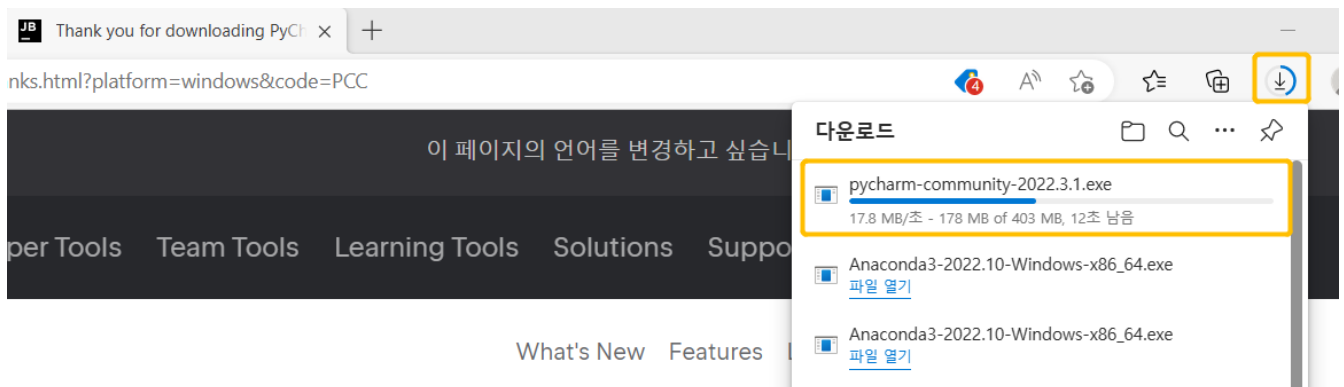 JB Thank you for downloading PyCh
nks.html?platform=windows&code=PCC
4
이 페이지의 언어를 변경하고 싶습니
다운로드
pycharm-community-2022.3.1.exe
17.8 MB/초 - 178 MB of 403 MB, 12초 남음
per Tools Team Tools Learning Tools Solutions Suppo
Anaconda3-2022.10-Windows-x86_64.exe
파일 열기
Anaconda3-2022.10-Windows-x86_64.exe
파일 열기
What's New Features